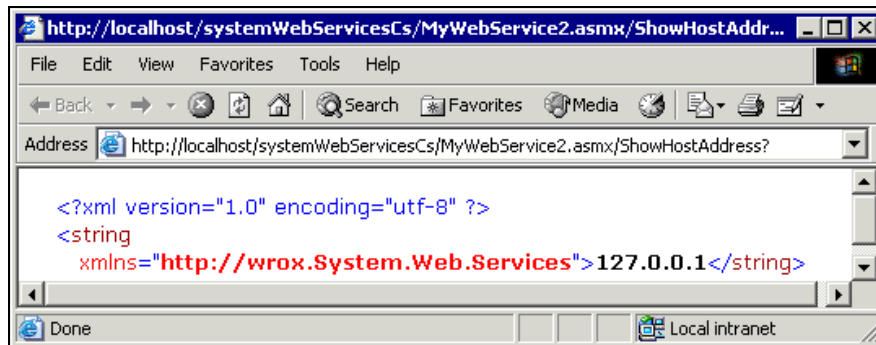 http://localhost/systemWebServicesCs/MyWebService2.asmx/ShowHostAddr...
File Edit View Favorites Tools Help
Back Search Favorites Media
Address http://localhost/systemWebServicesCs/MyWebService2.asmx/ShowHostAddress?
<?xml version="1.0" encoding="utf-8" ?>
<string
xmlns="http://wrox.System.Web.Services">127.0.0.1</string>
Done Local intranet